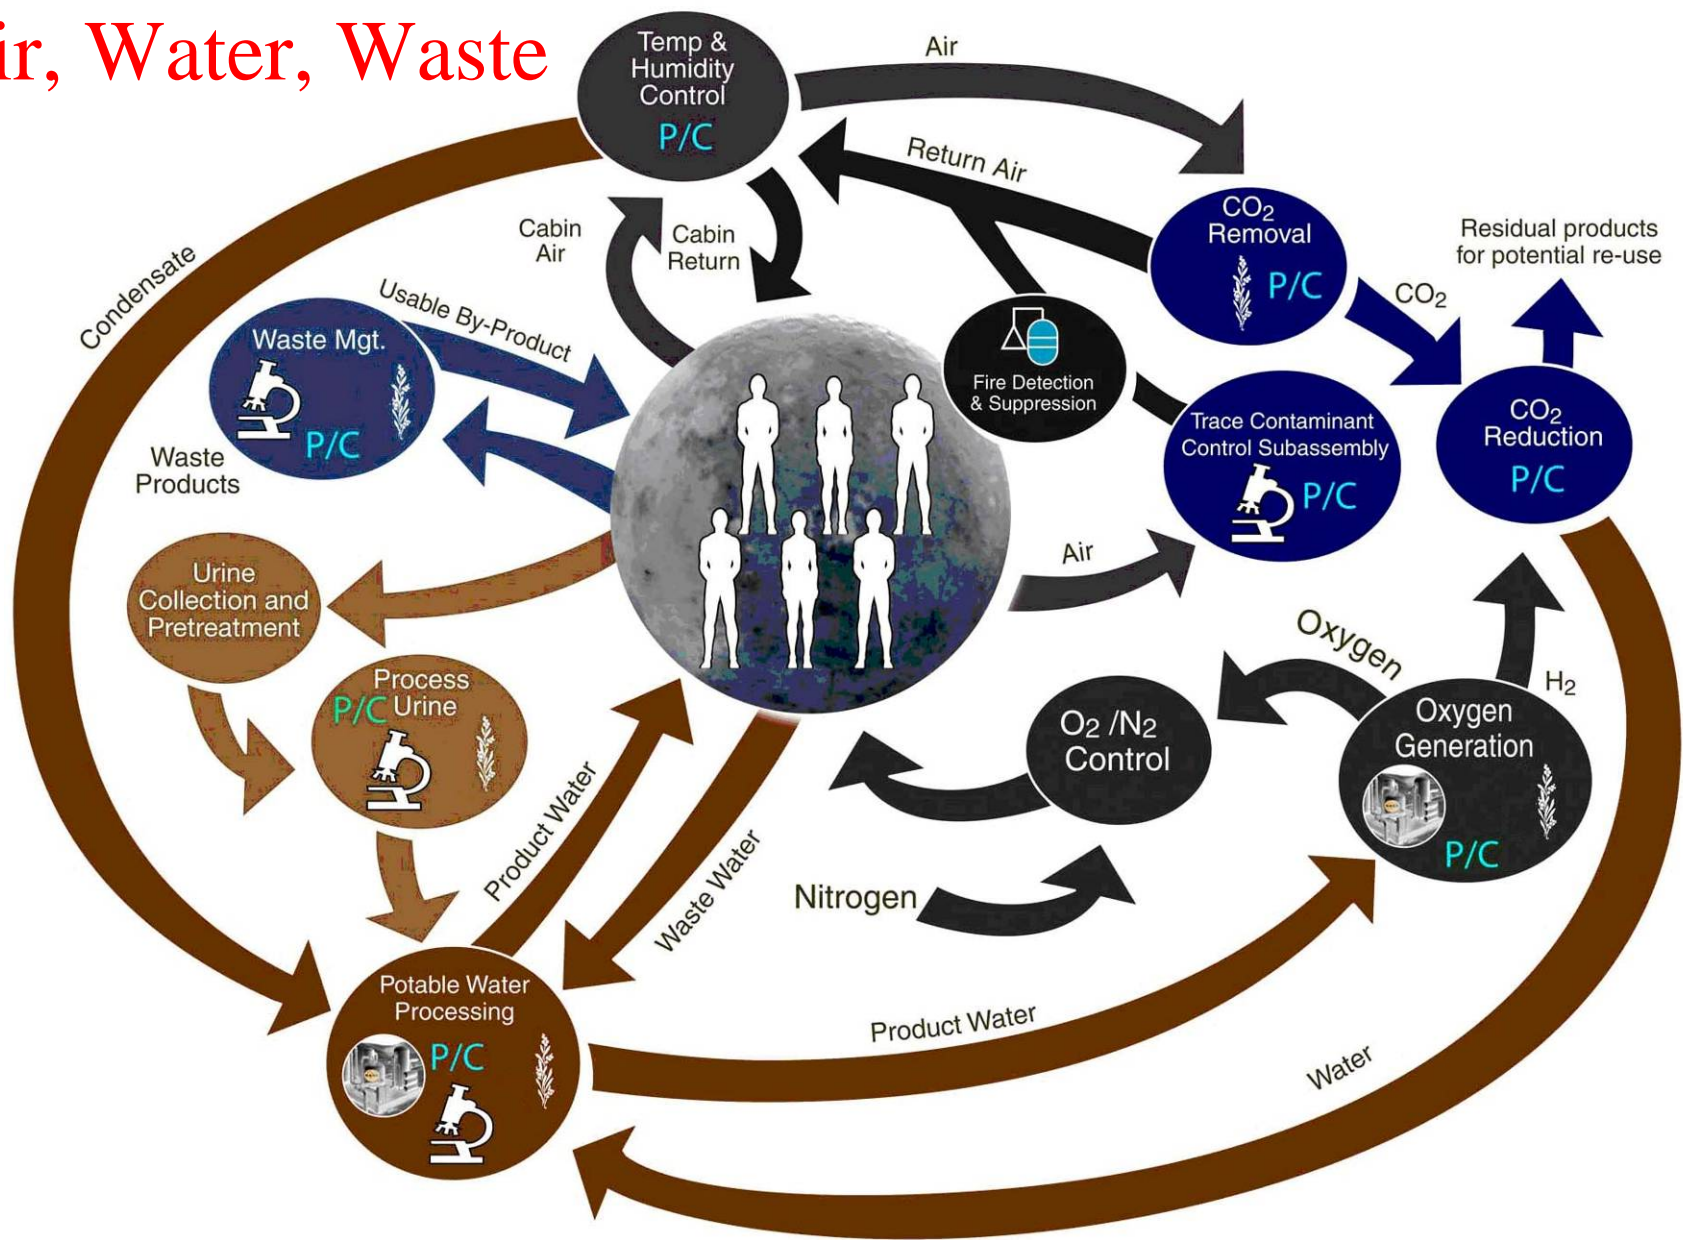 ir, Water, Waste
Temp &
Humidity
Control
P/C
Air
Return Air
Cabin
Air
Cabin
Return
CO2
Removal
P/C
Residual products
for potential re-use
CO2
Condensate
Usable By-Product
Waste Mgt.
P/C
Waste
Products
Fire Detection
& Suppression
Trace Contaminant
Control Subassembly
P/C
CO2
Reduction
P/C
Air
Urine
Collection and
Pretreatment
Process
P/C Urine
Oxygen
H2
O2 /N2
Control
Oxygen
Generation
P/C
Product Water
Waste Water
Nitrogen
Potable Water
Processing
P/C
Product Water
Water